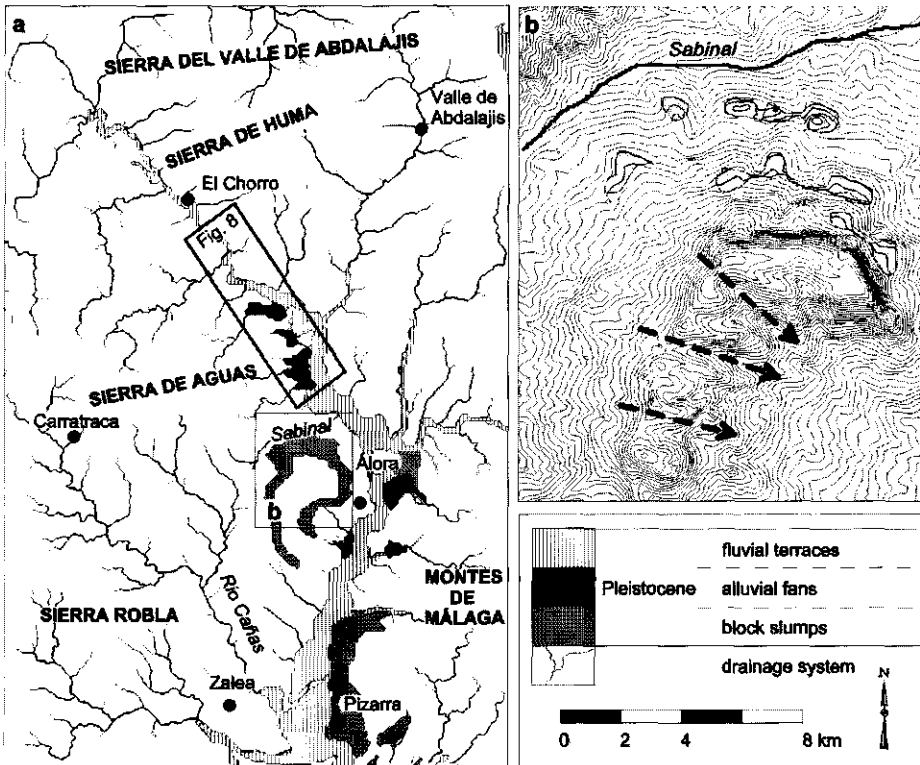 a
SIERRA DEL VALLE DE ABDALAJIS
Valle de
Abdalajis
SIERRA DE HUMA
El Chorro
Fig. 8
SIERRA DE AGUAS
Carratraca
Sabinal
Álora
b
MONTES
DE
MÁLAGA
SIERRA ROBLA
Río Cañas
Zalea
Pizarra
b
Sabinal
Pleistocene
fluvial terraces
alluvial fans
block slumps
drainage system
N
0 2 4 8 km